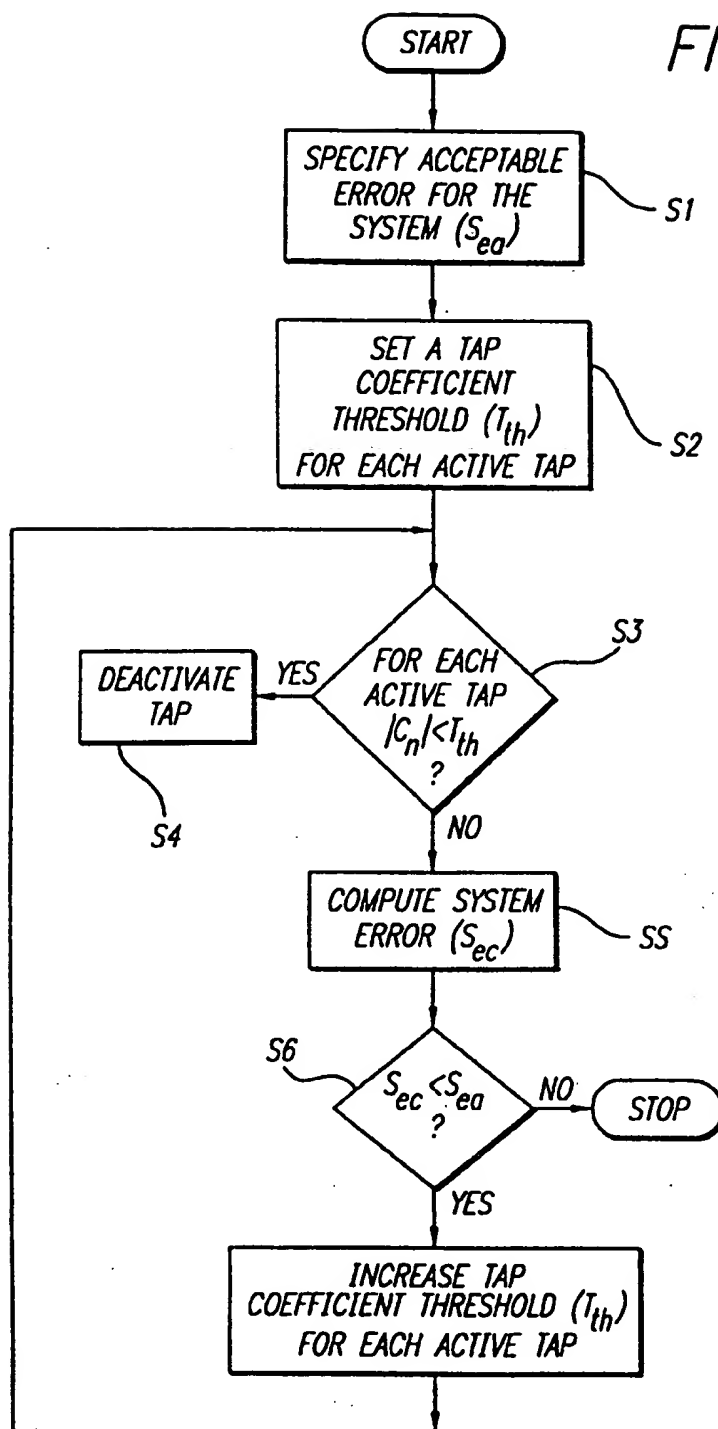 START
FI
SPECIFY ACCEPTABLE
ERROR FOR THE
SYSTEM (S_ea)
S1
SET A TAP
COEFFICIENT
THRESHOLD (T_th)
FOR EACH ACTIVE TAP
S2
S3
FOR EACH
ACTIVE TAP
|C_n|<T_th
?
YES
DEACTIVATE
TAP
S4
NO
COMPUTE SYSTEM
ERROR (S_ec)
SS
S6
S_ec <S_ea
?
NO
STOP
YES
INCREASE TAP
COEFFICIENT THRESHOLD (T_th)
FOR EACH ACTIVE TAP